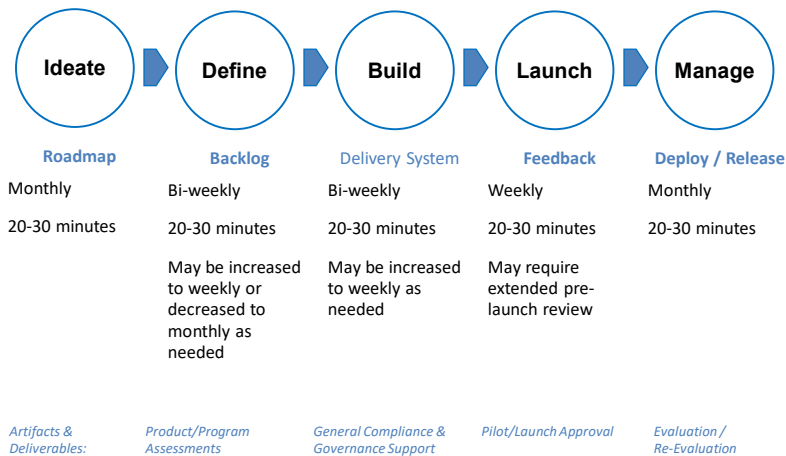 Ideate
Define
Build
Launch
Manage
Roadmap
Monthly
20-30 minutes
Backlog
Bi-weekly
20-30 minutes
May be increased
to weekly or
decreased to
monthly as
needed
Delivery System
Bi-weekly
20-30 minutes
May be increased
to weekly as
needed
Feedback
Weekly
20-30 minutes
May require
extended pre-
launch review
Deploy / Release
Monthly
20-30 minutes
Artifacts &
Deliverables:
Product/Program
Assessments
General Compliance &
Governance Support
Pilot/Launch Approval
Evaluation /
Re-Evaluation